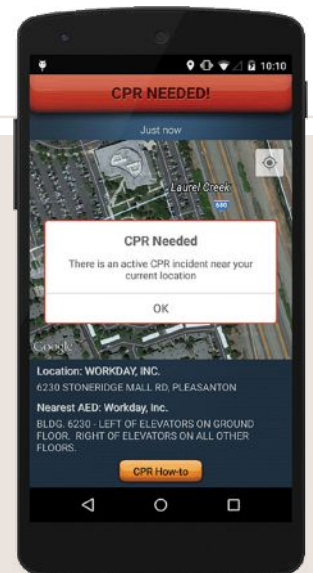 10:10
CPR NEEDED!
Just now
Laurel Creek
680
CPR Needed
There is an active CPR incident near your
current location
OK
Google
Location: WORKDAY, INC.
6230 STONERIDGE MALL RD, PLEASANTON
Nearest AED: Workday, Inc.
BLDG. 6230 - LEFT OF ELEVATORS ON GROUND
FLOOR. RIGHT OF ELEVATORS ON ALL OTHER
FLOORS.
CPR How-to